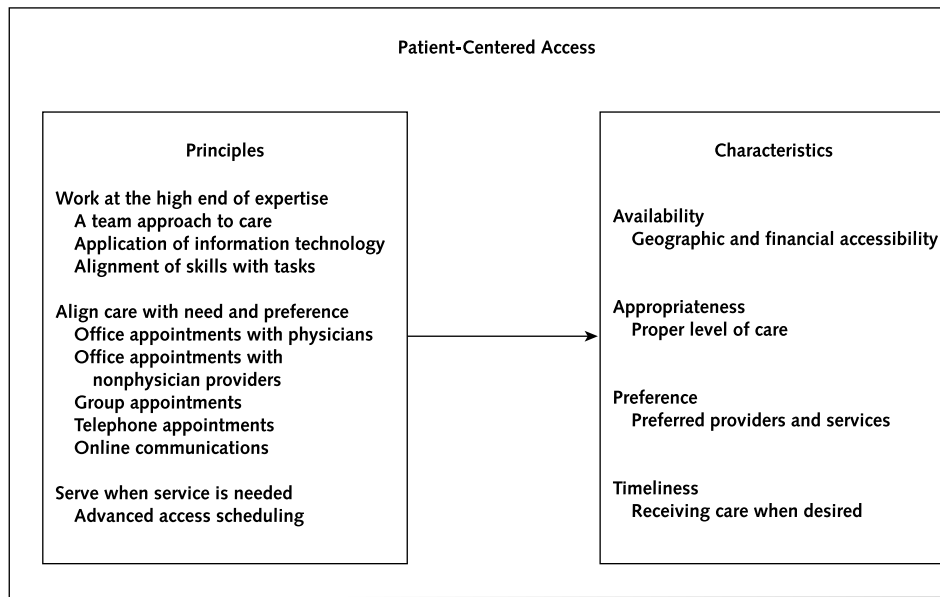 Patient-Centered Access
Principles
Work at the high end of expertise
A team approach to care
Application of information technology
Alignment of skills with tasks
Align care with need and preference
Office appointments with physicians
Office appointments with
nonphysician providers
Group appointments
Telephone appointments
Online communications
Serve when service is needed
Advanced access scheduling
Characteristics
Availability
Geographic and financial accessibility
Appropriateness
Proper level of care
Preference
Preferred providers and services
Timeliness
Receiving care when desired